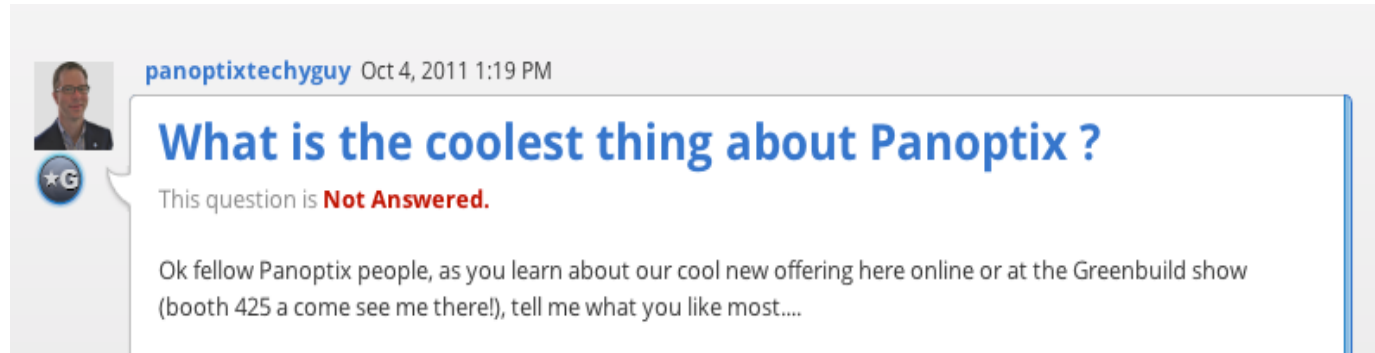 panoptixtechyguy Oct 4, 2011 1:19 PM
What is the coolest thing about Panoptix ?
★G
This question is Not Answered.
Ok fellow Panoptix people, as you learn about our cool new offering here online or at the Greenbuild show
(booth 425 a come see me there!), tell me what you like most....